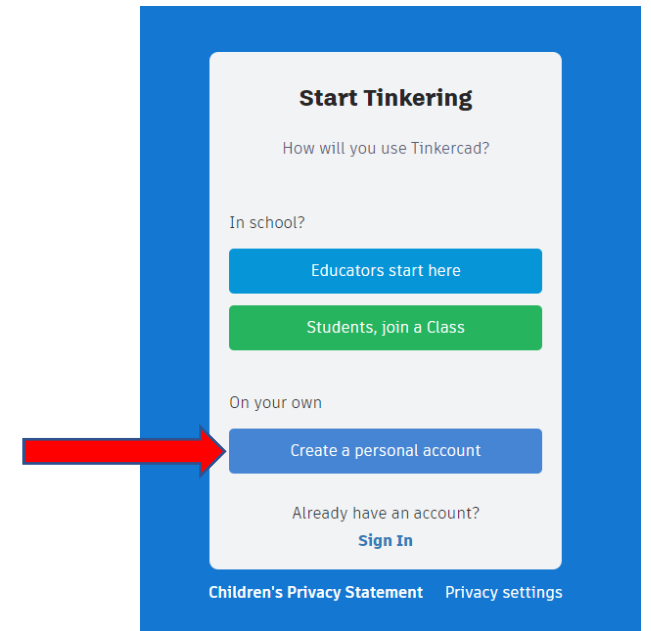 Start Tinkering
How will you use Tinkercad?
In school?
Educators start here
Students, join a Class
On your own
Create a personal account
Already have an account?
Sign In
Children's Privacy Statement Privacy settings